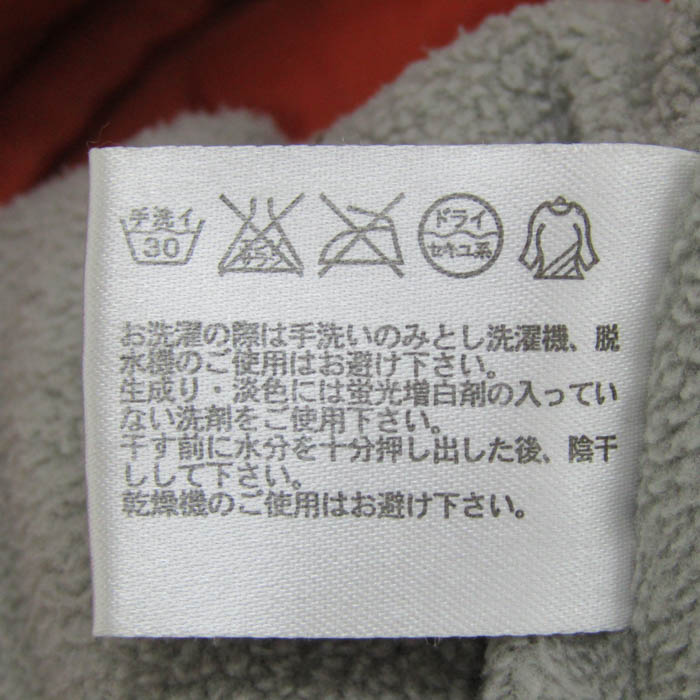 手洗イ 30 エンソサラシ ドライ セキユ系
お洗濯の際は手洗いのみとし洗濯機、脱
水機のご使用はお避け下さい。
生成り・淡色には蛍光増白剤の入ってい
ない洗剤をご使用下さい。
干す前に水分を十分押し出した後、陰干
しして下さい。
乾燥機のご使用はお避け下さい。